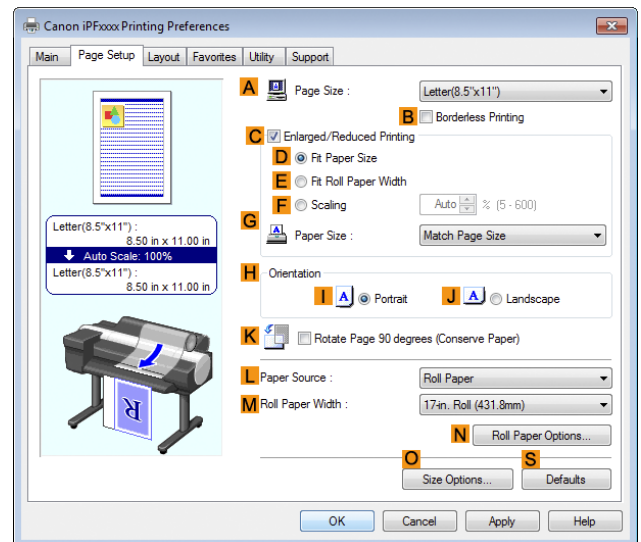 Canon iPFxxxx Printing Preferences
Main Page Setup Layout Favorites Utility Support
A Page Size : Letter(8.5"x11")
B Borderless Printing
C Enlarged/Reduced Printing
D Fit Paper Size
E Fit Roll Paper Width
F Scaling Auto % (5 - 600)
G A Paper Size : Match Page Size
Letter(8.5"x11") :
8.50 in x 11.00 in
Auto Scale: 100%
Letter(8.5"x11") :
8.50 in x 11.00 in
H Orientation
I A Portrait J A Landscape
K Rotate Page 90 degrees (Conserve Paper)
L Paper Source : Roll Paper
M Roll Paper Width : 17-in. Roll (431.8mm)
R
N Roll Paper Options...
O S
Size Options... Defaults
OK Cancel Apply Help